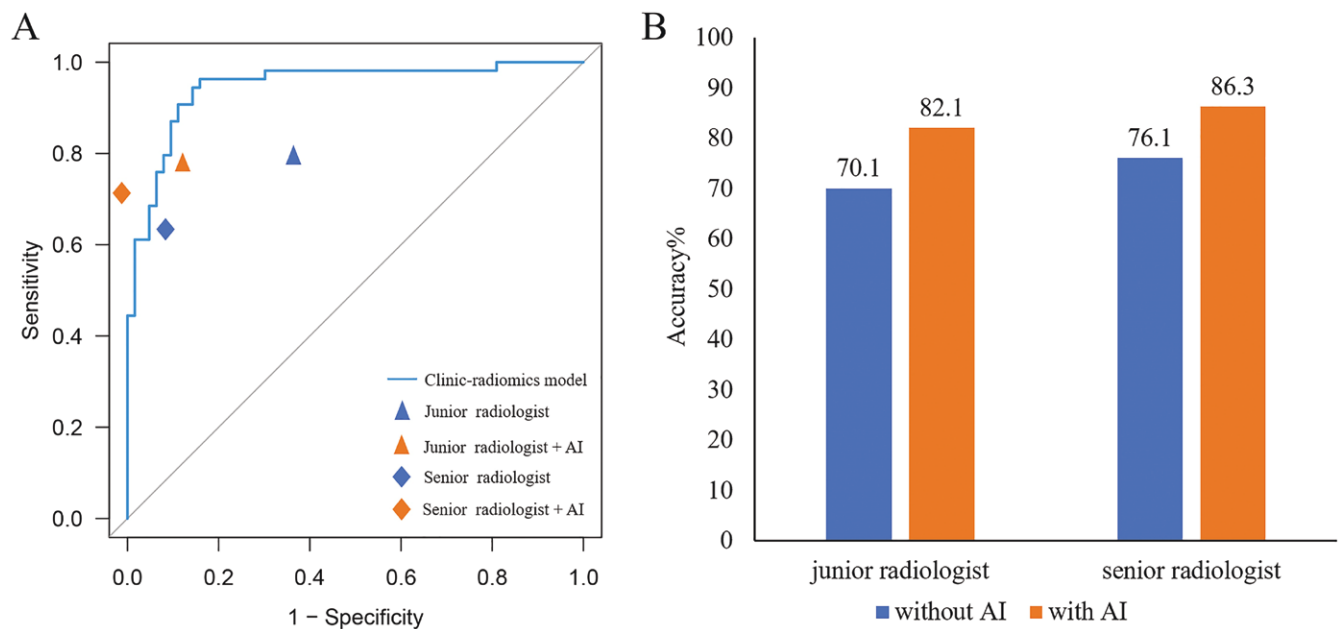 A
1.0
0.8
0.6
0.4
0.2
0.0
Sensitivity
Clinic-radiomics model
Junior radiologist
Junior radiologist + AI
Senior radiologist
Senior radiologist + AI
0.0 0.2 0.4 0.6 0.8 1.0
1 − Specificity
B
100
90
80
70
60
50
40
30
20
10
0
Accuracy%
70.1
82.1
76.1
86.3
junior radiologist senior radiologist
without AI with AI